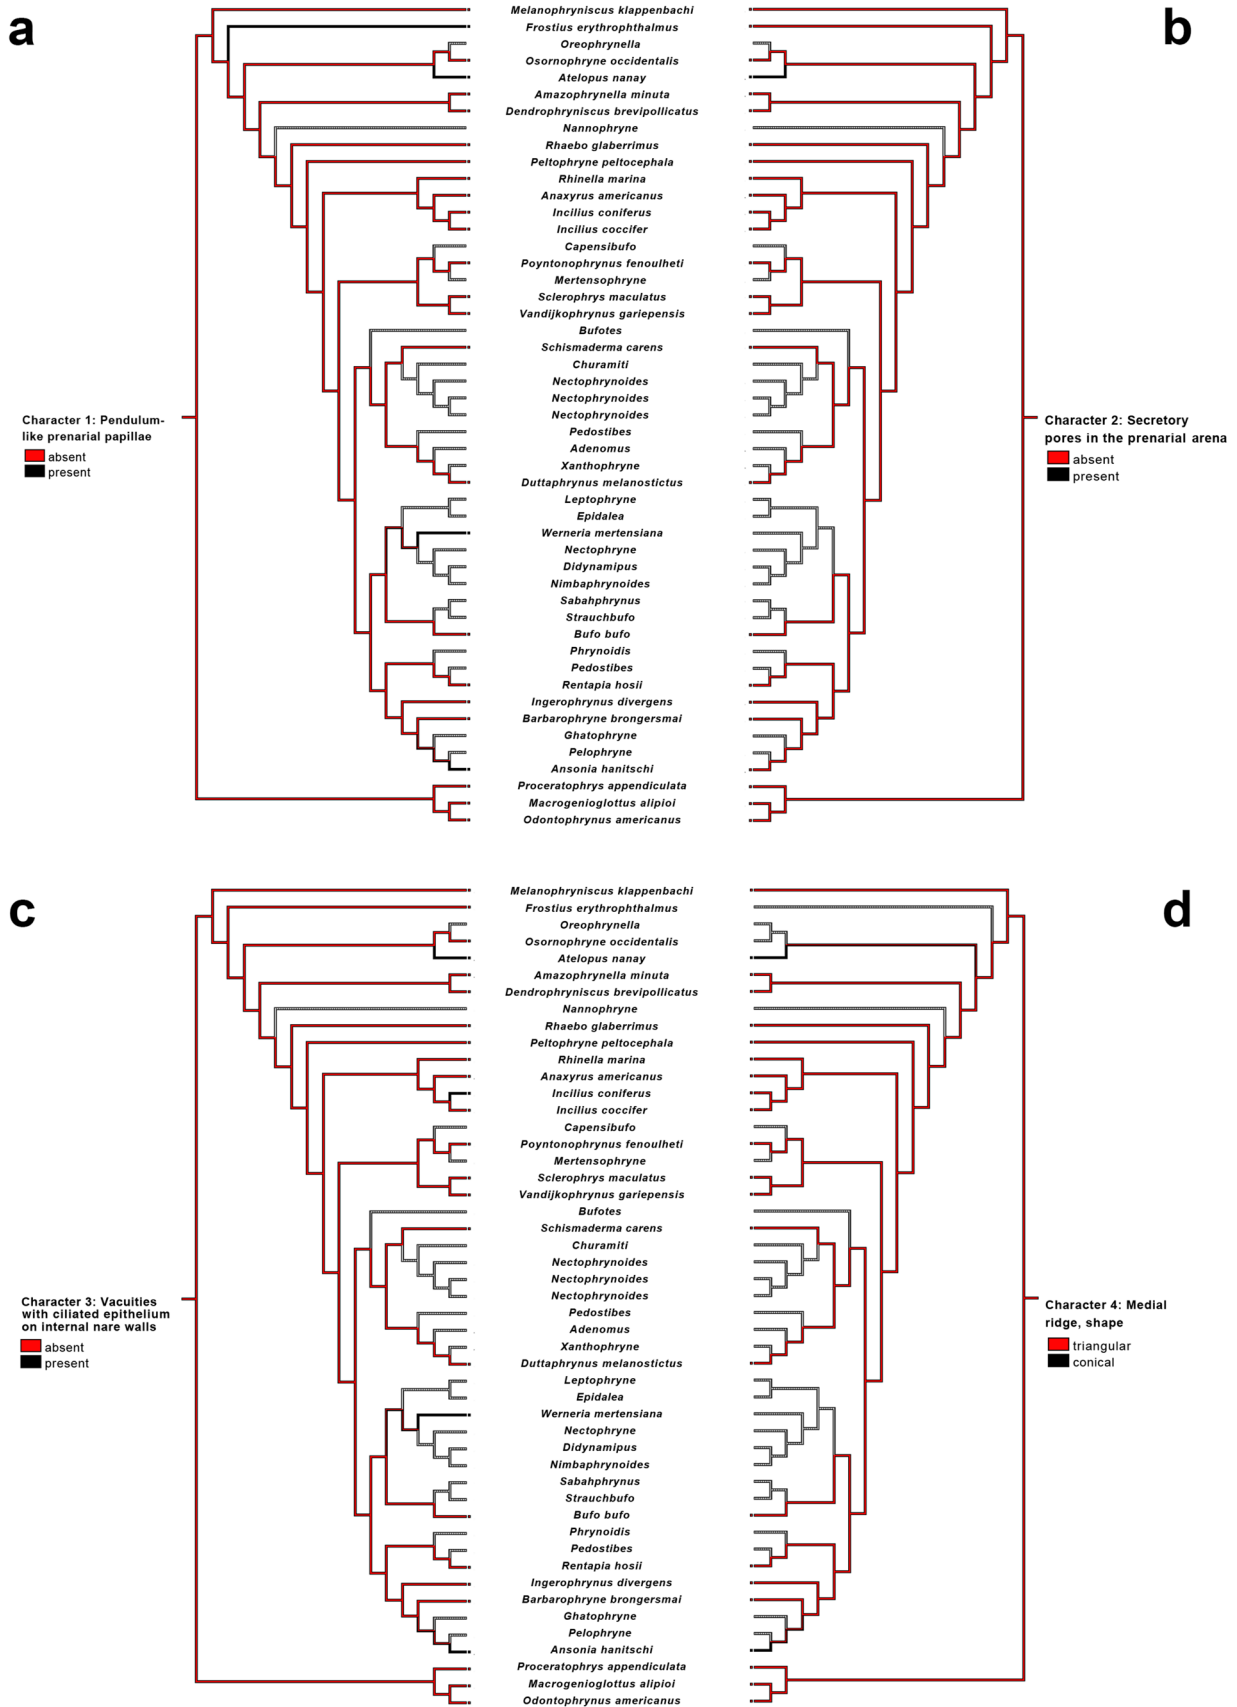 a
b
Melanophryniscus klappenbachi
Frostius erythrophthalmus
Oreophrynella
Osornophryne occidentalis
Atelopus nanay
Amazophrynella minuta
Dendrophryniscus brevipollicatus
Nannophryne
Rhaebo glaberrimus
Peltophryne peltocephala
Rhinella marina
Anaxyrus americanus
Incilius coniferus
Incilius coccifer
Capensibufo
Poyntonophrynus fenoulheti
Mertensophryne
Sclerophrys maculatus
Vandijkophrynus gariepensis
Bufotes
Schismaderma carens
Churamiti
Nectophrynoides
Nectophrynoides
Nectophrynoides
Pedostibes
Adenomus
Xanthophryne
Duttaphrynus melanostictus
Leptophryne
Epidalea
Werneria mertensiana
Nectophryne
Didynamipus
Nimbaphrynoides
Sabahphrynus
Strauchbufo
Bufo bufo
Phrynoidis
Pedostibes
Rentapia hosii
Ingerophrynus divergens
Barbarophryne brongersmai
Ghatophryne
Pelophryne
Ansonia hanitschi
Proceratophrys appendiculata
Macrogenioglottus alipioi
Odontophrynus americanus
Character 1: Pendulum-
like prenarial papillae
absent
present
Character 2: Secretory
pores in the prenarial arena
absent
present
c
d
Melanophryniscus klappenbachi
Frostius erythrophthalmus
Oreophrynella
Osornophryne occidentalis
Atelopus nanay
Amazophrynella minuta
Dendrophryniscus brevipollicatus
Nannophryne
Rhaebo glaberrimus
Peltophryne peltocephala
Rhinella marina
Anaxyrus americanus
Incilius coniferus
Incilius coccifer
Capensibufo
Poyntonophrynus fenoulheti
Mertensophryne
Sclerophrys maculatus
Vandijkophrynus gariepensis
Bufotes
Schismaderma carens
Churamiti
Nectophrynoides
Nectophrynoides
Nectophrynoides
Pedostibes
Adenomus
Xanthophryne
Duttaphrynus melanostictus
Leptophryne
Epidalea
Werneria mertensiana
Nectophryne
Didynamipus
Nimbaphrynoides
Sabahphrynus
Strauchbufo
Bufo bufo
Phrynoidis
Pedostibes
Rentapia hosii
Ingerophrynus divergens
Barbarophryne brongersmai
Ghatophryne
Pelophryne
Ansonia hanitschi
Proceratophrys appendiculata
Macrogenioglottus alipioi
Odontophrynus americanus
Character 3: Vacuities
with ciliated epithelium
on internal nare walls
absent
present
Character 4: Medial
ridge, shape
triangular
conical